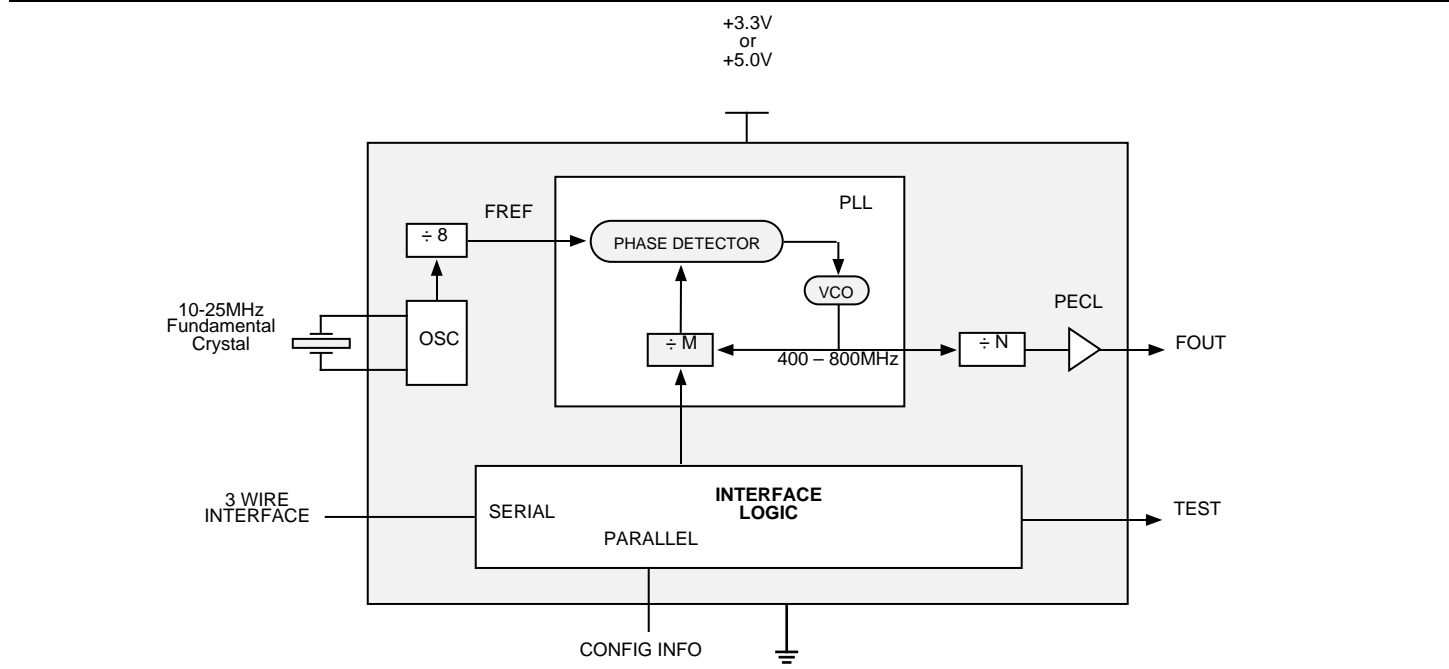 +3.3V
or
+5.0V
PLL
FREF
÷ 8
PHASE DETECTOR
VCO
PECL
10-25MHz
Fundamental
Crystal
OSC
÷ M
400 – 800MHz
÷ N
FOUT
3 WIRE
INTERFACE
SERIAL
INTERFACE
LOGIC
PARALLEL
TEST
CONFIG INFO